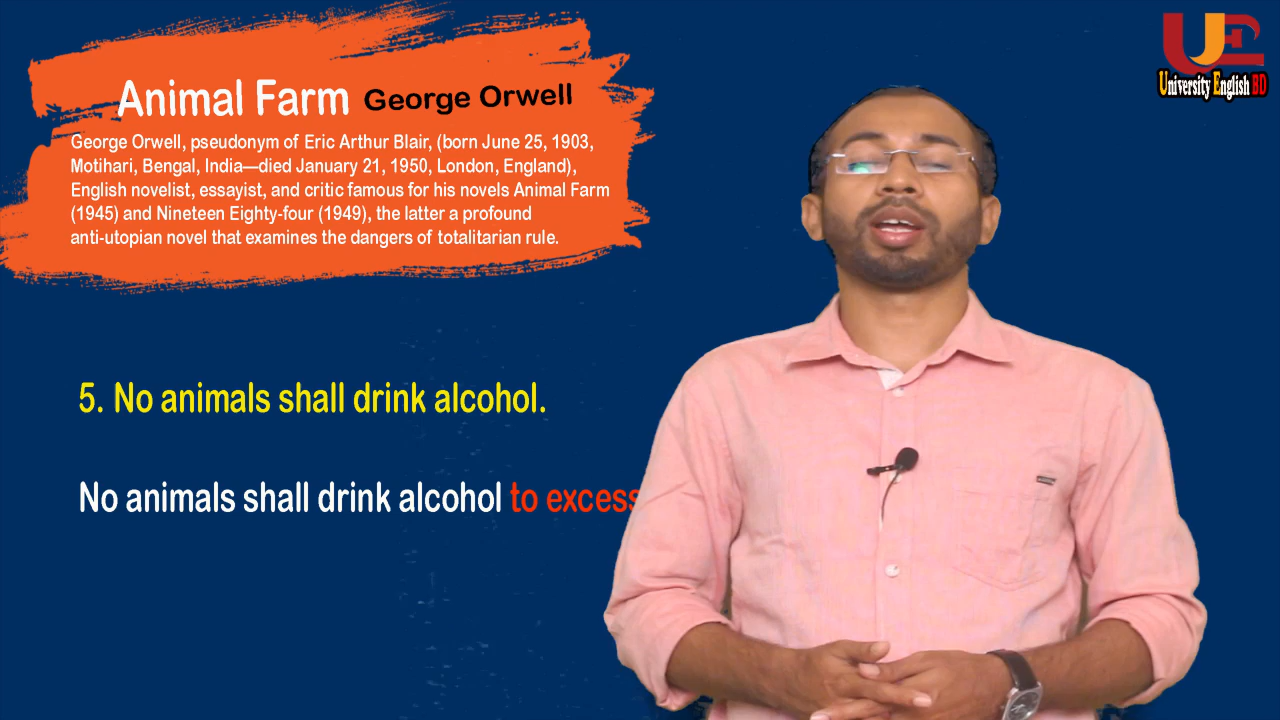 Animal Farm George Orwell
George Orwell, pseudonym of Eric Arthur Blair, (born June 25, 1903,
Motihari, Bengal, India—died January 21, 1950, London, England),
English novelist, essayist, and critic famous for his novels Animal Farm
(1945) and Nineteen Eighty-four (1949), the latter a profound
anti-utopian novel that examines the dangers of totalitarian rule.
5. No animals shall drink alcohol.
No animals shall drink alcohol to excess
UE
University English BD